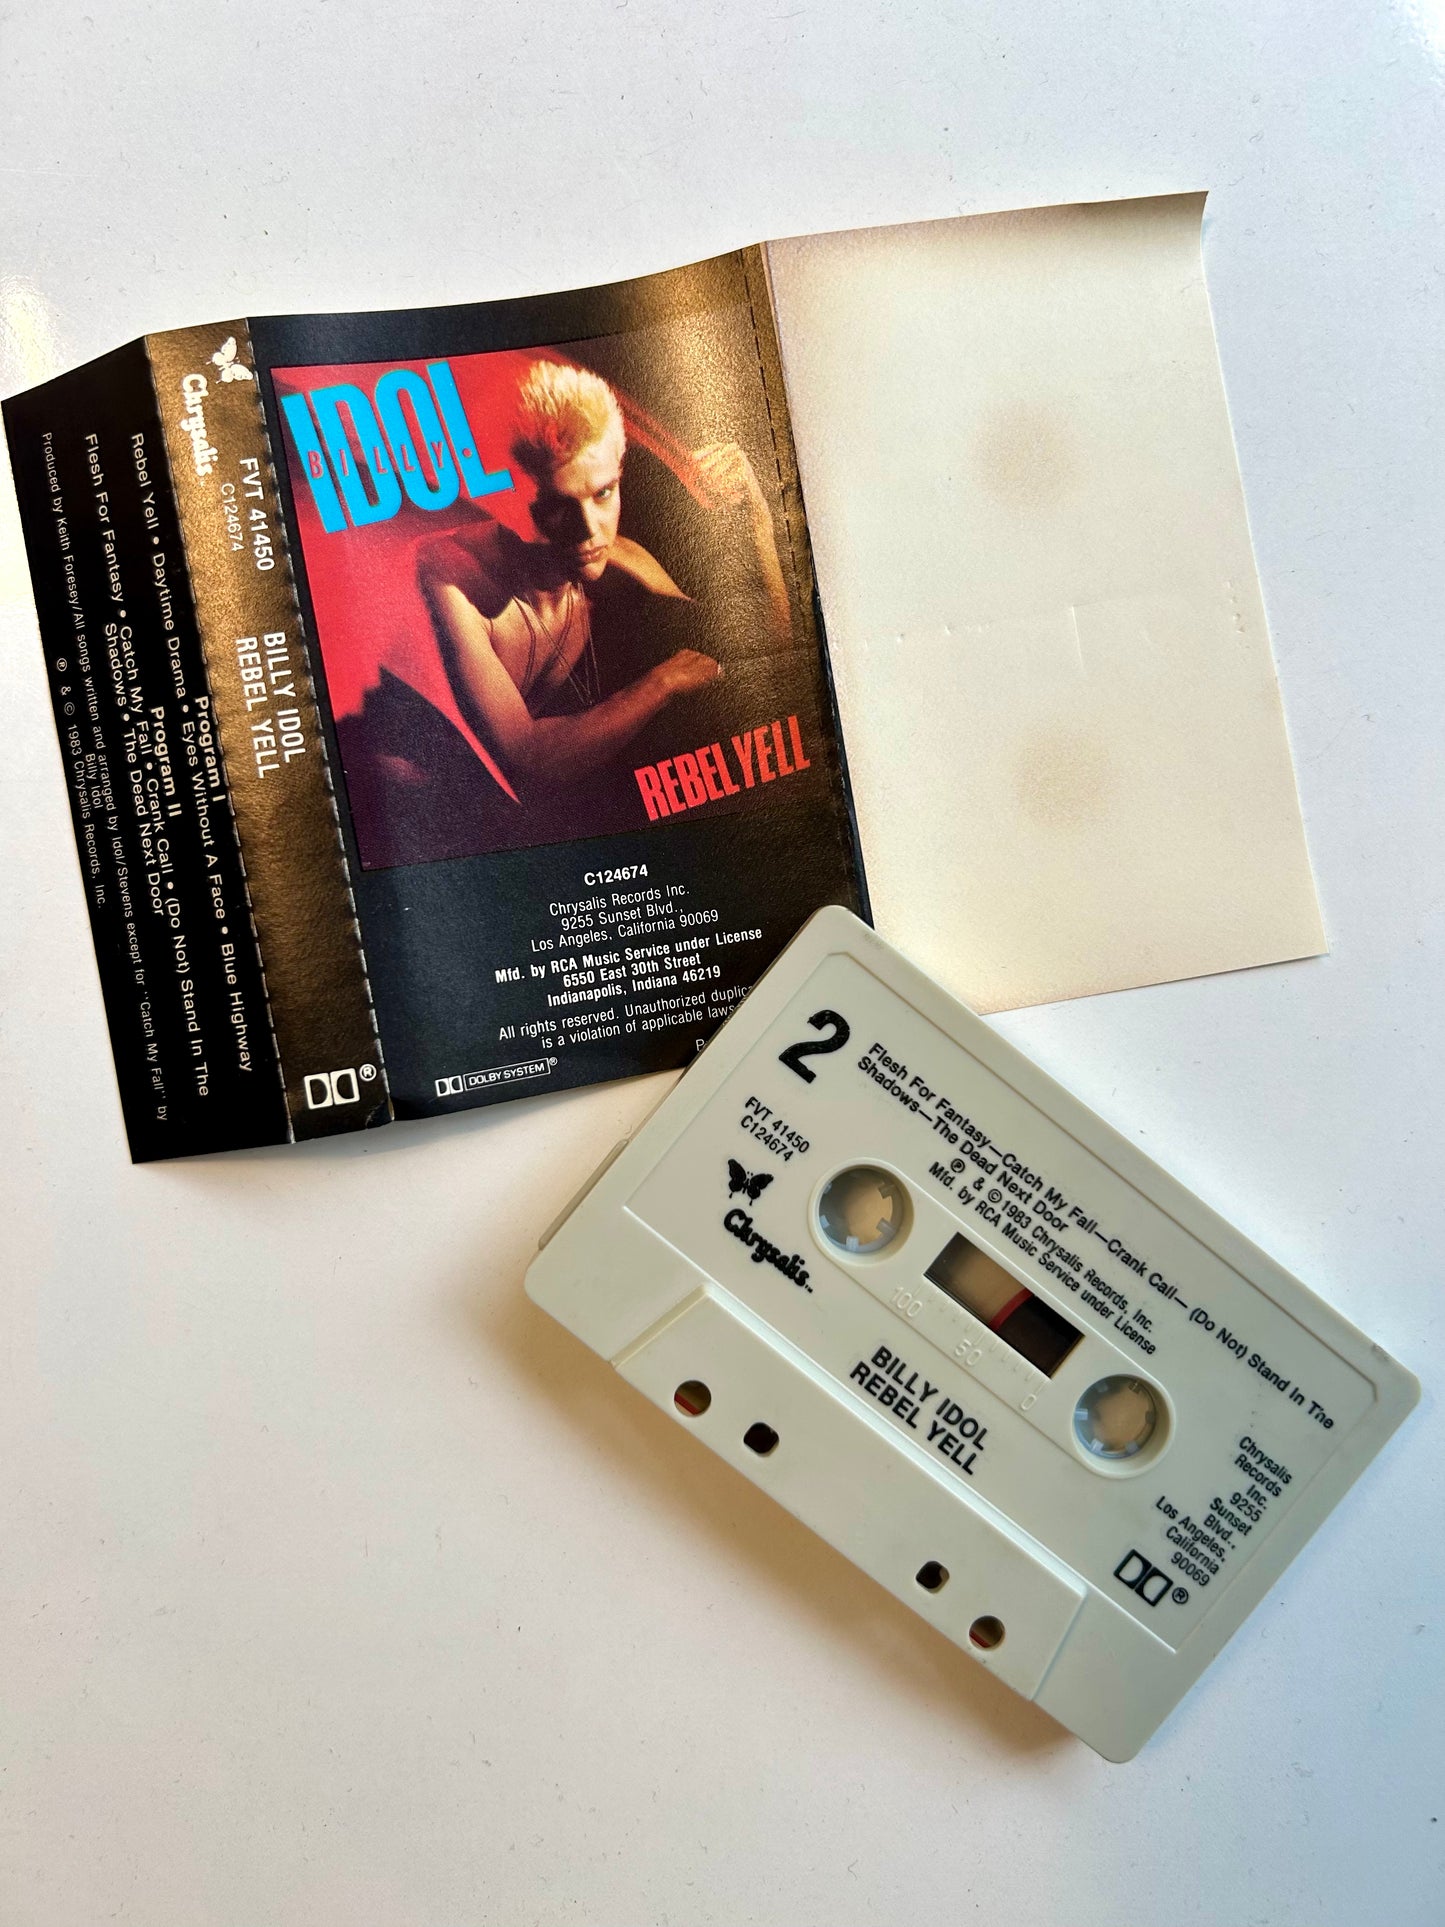 Program I
Rebel Yell • Daytime Drama • Eyes Without A Face • Blue Highway
Program II
Flesh For Fantasy • Catch My Fall • Crank Call • (Do Not) Stand In The
Shadows • The Dead Next Door
Produced by Keith Foresey/All songs written and arranged by Idol/Stevens except for "Catch My Fall" by
Billy Idol
℗ & © 1983 Chrysalis Records, Inc.
Chrysalis™
FVT 41450
C124674
BILLY IDOL
REBEL YELL
®
IDOL
BILLY
REBEL YELL
C124674
Chrysalis Records Inc.
9255 Sunset Blvd.,
Los Angeles, California 90069
Mfd. by RCA Music Service under License
6550 East 30th Street
Indianapolis, Indiana 46219
All rights reserved. Unauthorized duplica
is a violation of applicable laws
P
DOLBY SYSTEM®
2
Flesh For Fantasy—Catch My Fall—Crank Call— (Do Not) Stand In The
Shadows—The Dead Next Door
℗ & ©1983 Chrysalis Records, Inc.
Mfd. by RCA Music Service under License
FVT 41450
C124674
Chrysalis™
100 50 0
BILLY IDOL
REBEL YELL
Chrysalis
Records
Inc.
9255
Sunset
Blvd.,
Los Angeles,
California
90069
®